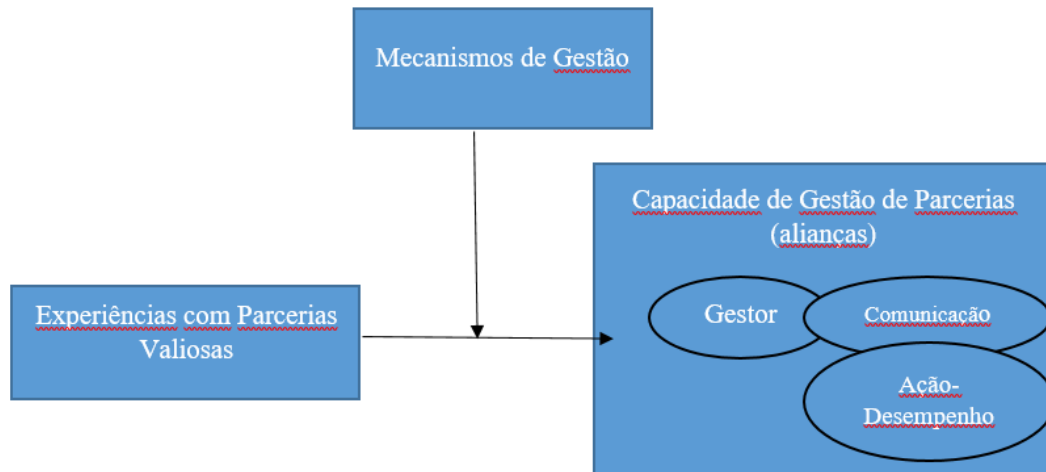 Mecanismos de Gestão
Capacidade de Gestão de Parcerias
(alianças)
Gestor
Comunicação
Ação-
Desempenho
Experiências com Parcerias
Valiosas